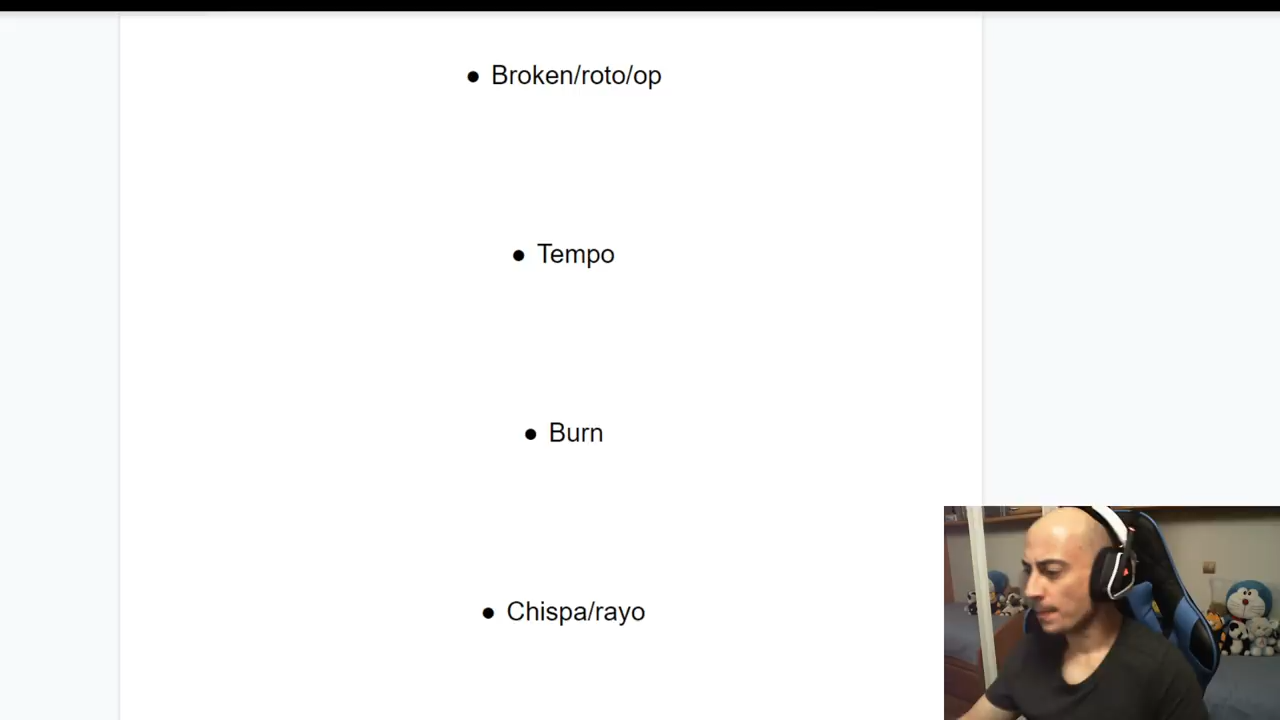 ● Broken/roto/op
● Tempo
● Burn
● Chispa/rayo